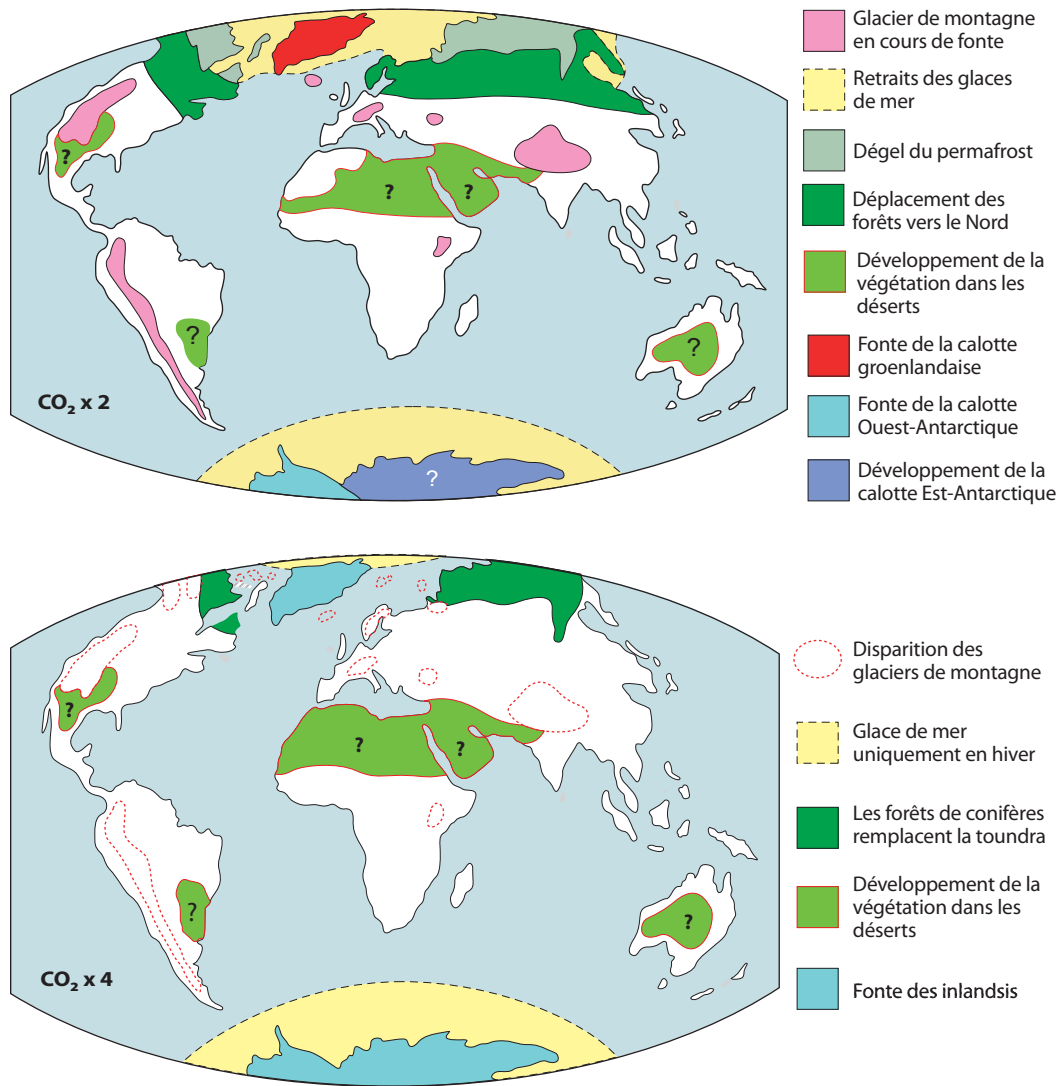 Glacier de montagne
en cours de fonte
Retraits des glaces
de mer
Dégel du permafrost
Déplacement des
forêts vers le Nord
Développement de la
végétation dans les
déserts
Fonte de la calotte
groenlandaise
Fonte de la calotte
Ouest-Antarctique
Développement de la
calotte Est-Antarctique
?
?
?
?
?
?
CO₂ x 2
Disparition des
glaciers de montagne
Glace de mer
uniquement en hiver
Les forêts de conifères
remplacent la toundra
Développement de la
végétation dans les
déserts
Fonte des inlandsis
?
?
?
?
?
CO₂ x 4